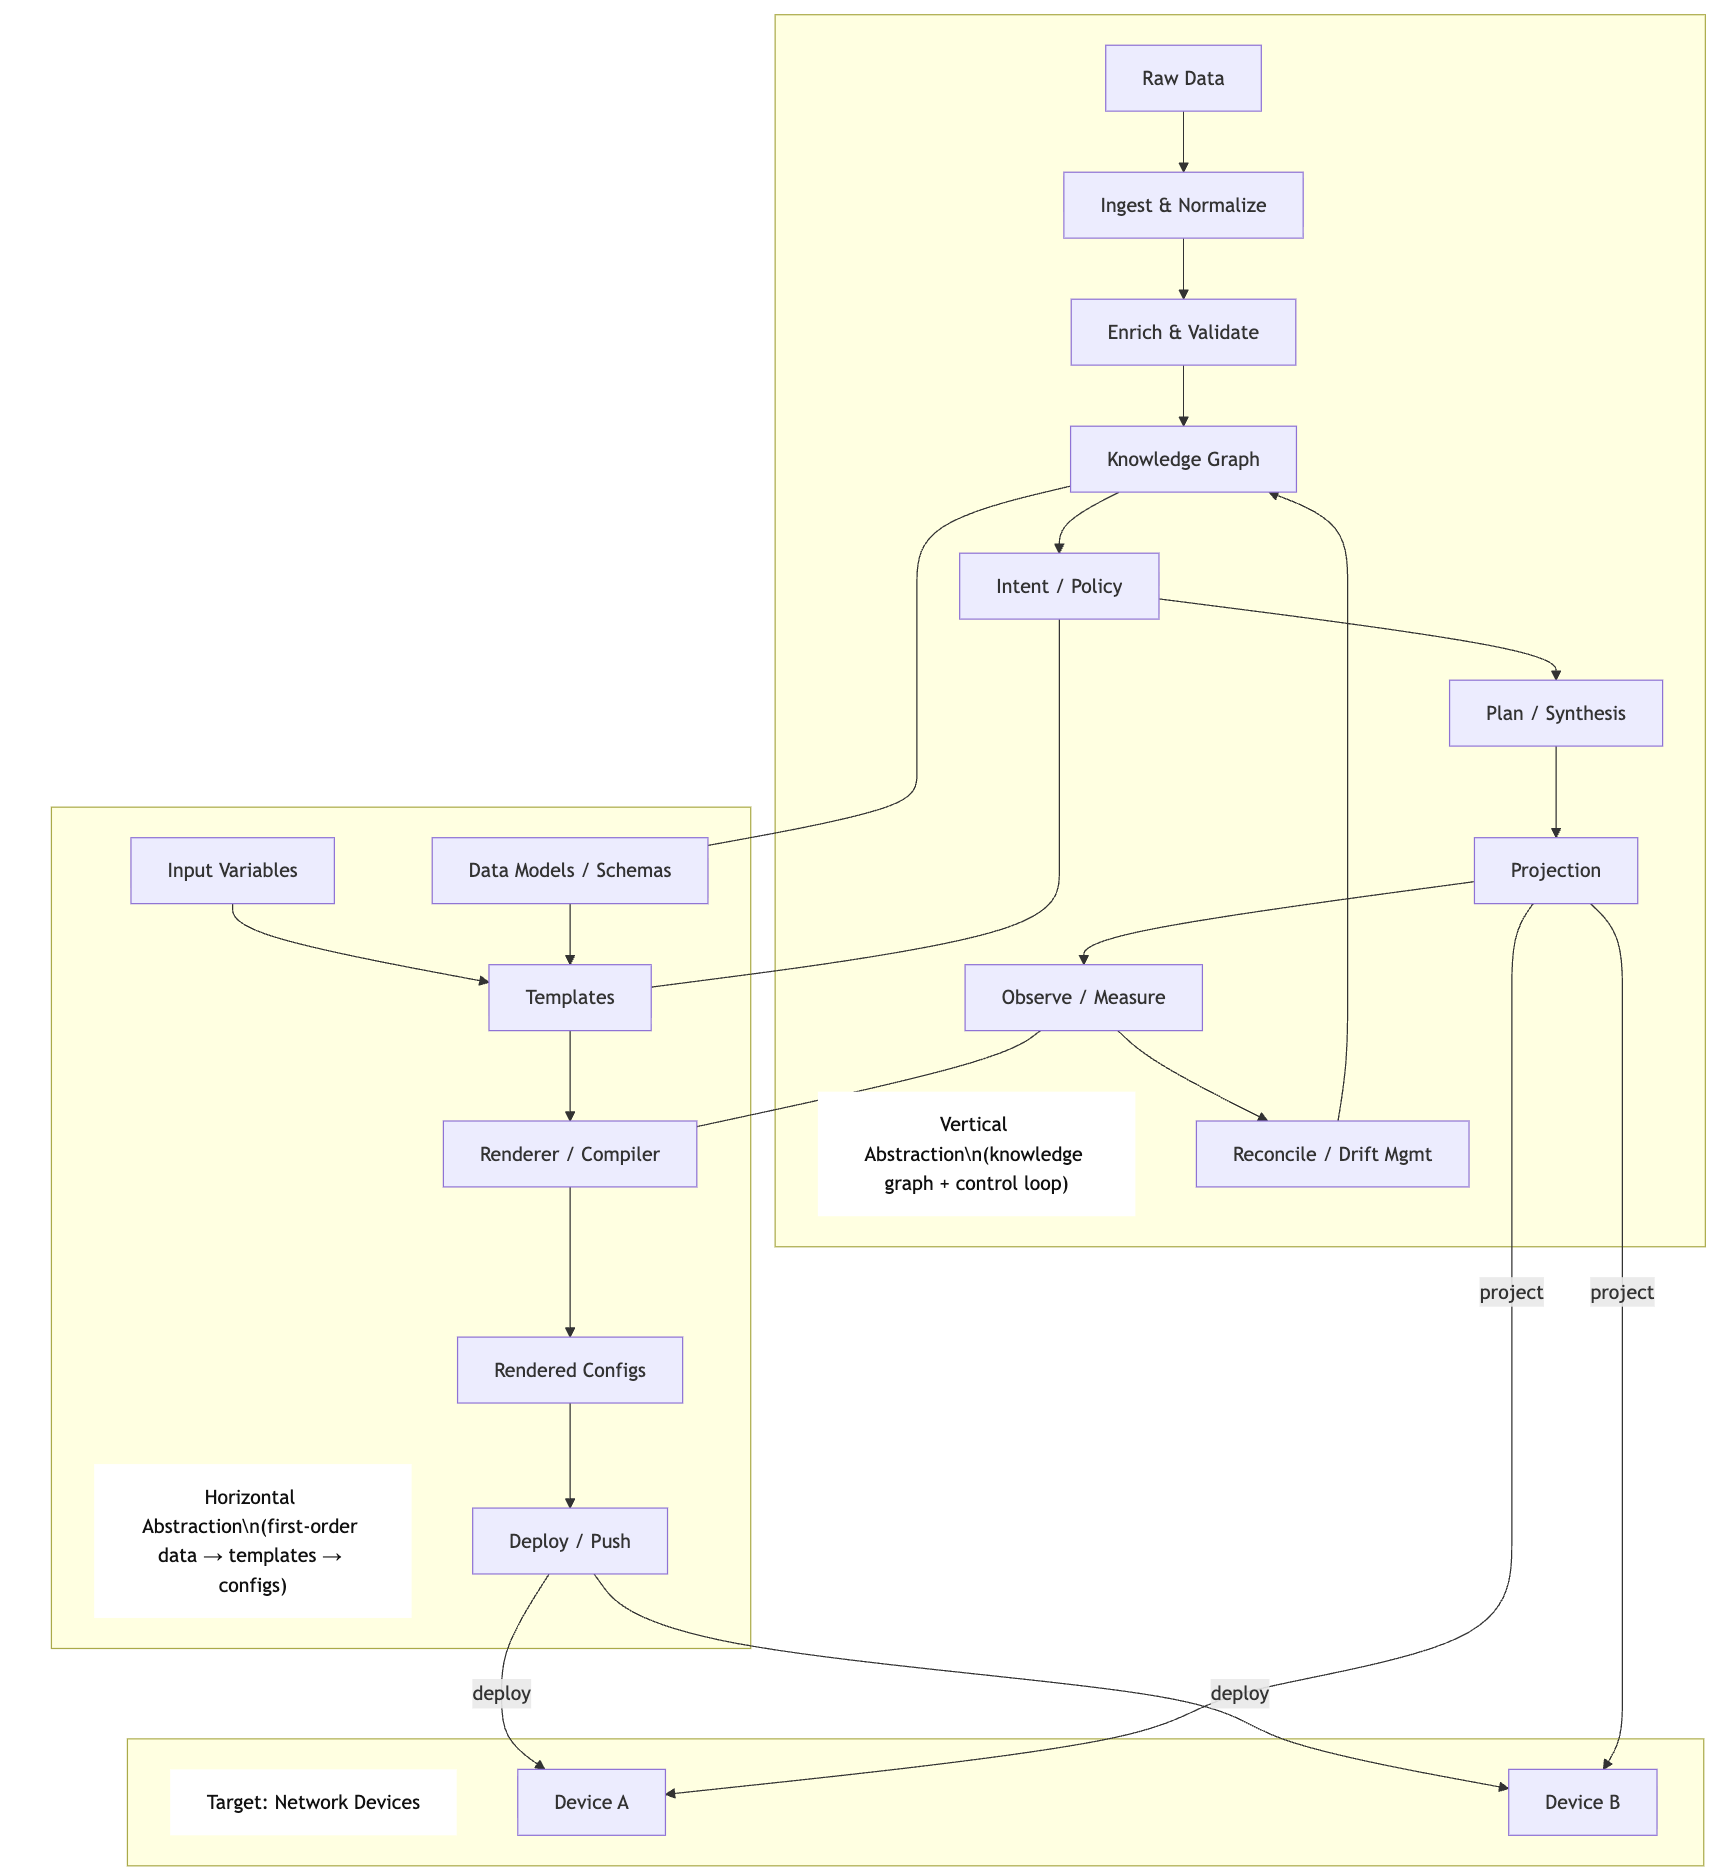 Raw Data
Ingest & Normalize
Enrich & Validate
Knowledge Graph
Intent / Policy
Plan / Synthesis
Input Variables
Data Models / Schemas
Projection
Templates
Observe / Measure
Renderer / Compiler
Vertical
Abstraction\n(knowledge
graph + control loop)
Reconcile / Drift Mgmt
project
project
Rendered Configs
Horizontal
Abstraction\n(first-order
data → templates →
configs)
Deploy / Push
deploy
deploy
Target: Network Devices
Device A
Device B